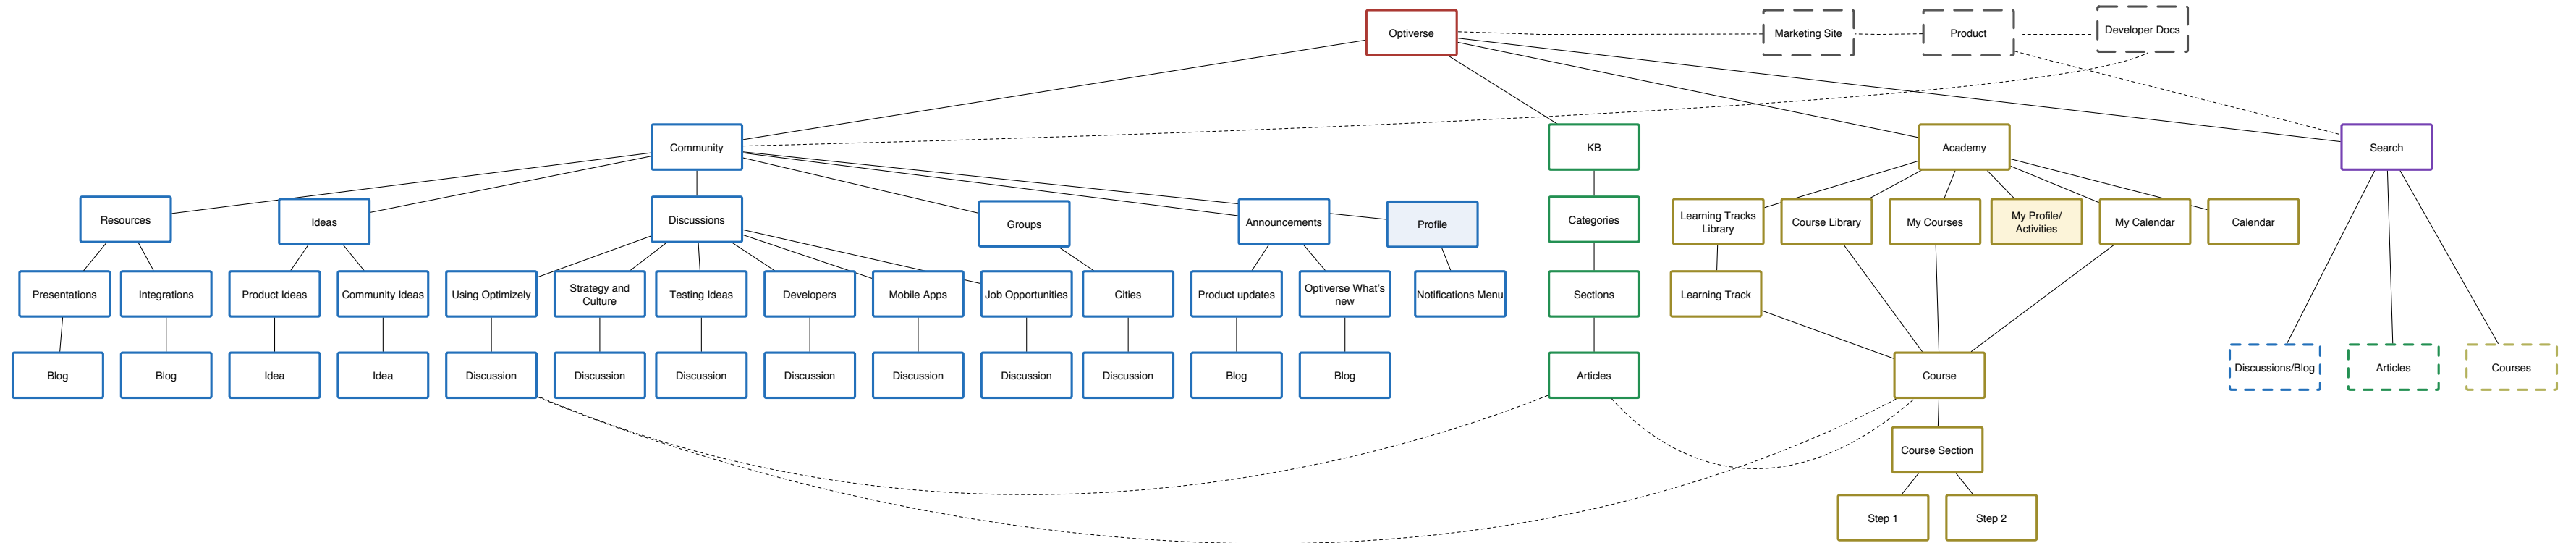 Optiverse
Marketing Site
Product
Developer Docs
Community
KB
Academy
Search
Resources
Ideas
Discussions
Groups
Announcements
Profile
Categories
Learning Tracks
Library
Course Library
My Courses
My Profile/
Activities
My Calendar
Calendar
Presentations
Integrations
Product Ideas
Community Ideas
Using Optimizely
Strategy and
Culture
Testing Ideas
Developers
Mobile Apps
Job Opportunities
Cities
Product updates
Optiverse What's
new
Notifications Menu
Sections
Learning Track
Blog
Blog
Idea
Idea
Discussion
Discussion
Discussion
Discussion
Discussion
Discussion
Discussion
Blog
Blog
Articles
Course
Discussions/Blog
Articles
Courses
Course Section
Step 1
Step 2